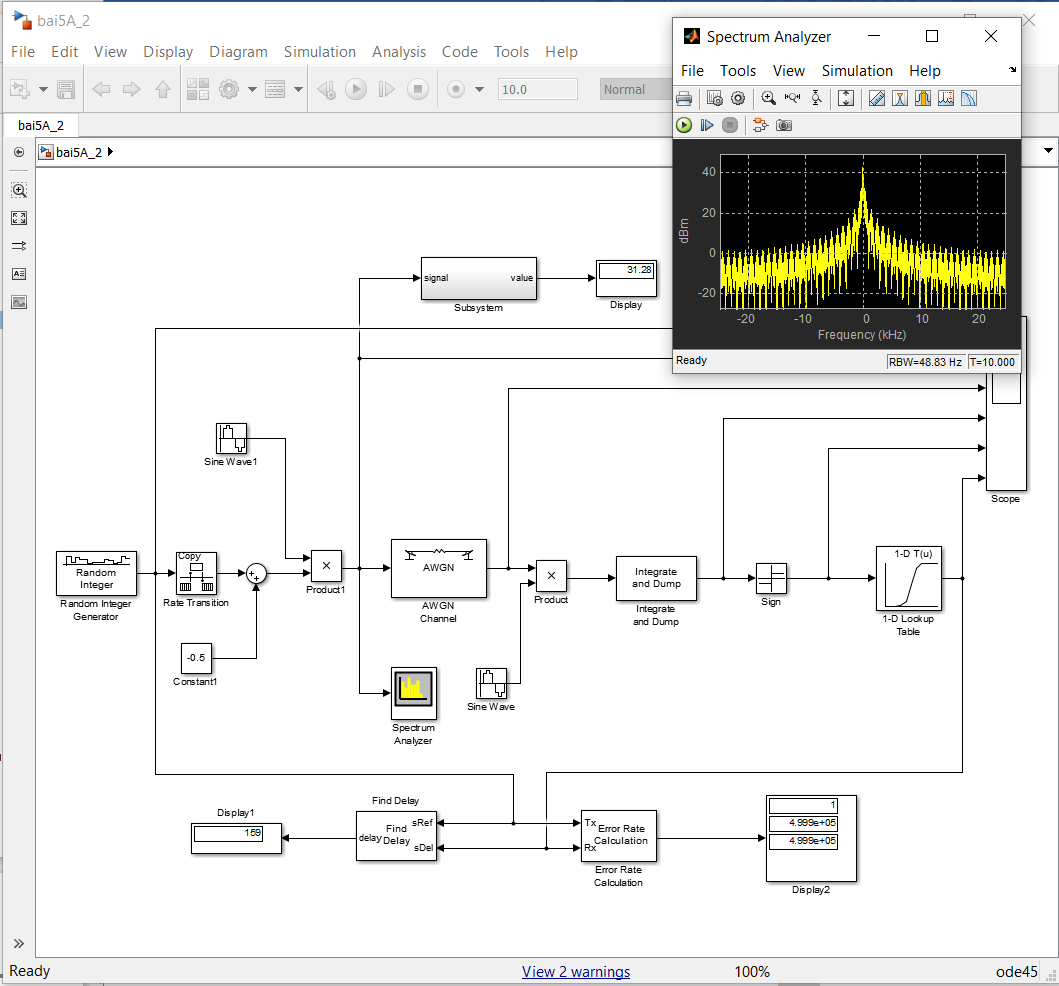 bai5A_2
File Edit View Display Diagram Simulation Analysis Code Tools Help
10.0
Normal
bai5A_2
bai5A_2
Spectrum Analyzer
File Tools View Simulation Help
40
20
0
-20
dBm
-20 -10 0 10 20
Frequency (kHz)
Ready
RBW=48.83 Hz
T=10.000
signal
value
Subsystem
31.28
Display
Sine Wave1
Scope
Random
Integer
Random Integer
Generator
Copy
Rate Transition
+
+
×
Product1
AWGN
AWGN
Channel
×
Product
Integrate
and Dump
Integrate
and Dump
Sign
1-D T(u)
1-D Lookup
Table
-0.5
Constant1
Spectrum
Analyzer
Sine Wave
Display1
159
Find Delay
sRef
Find
Delay
delay
sDel
Tx
Error Rate
Calculation
Rx
Error Rate
Calculation
1
4.999e+05
4.999e+05
Display2
Ready
View 2 warnings
100%
ode45